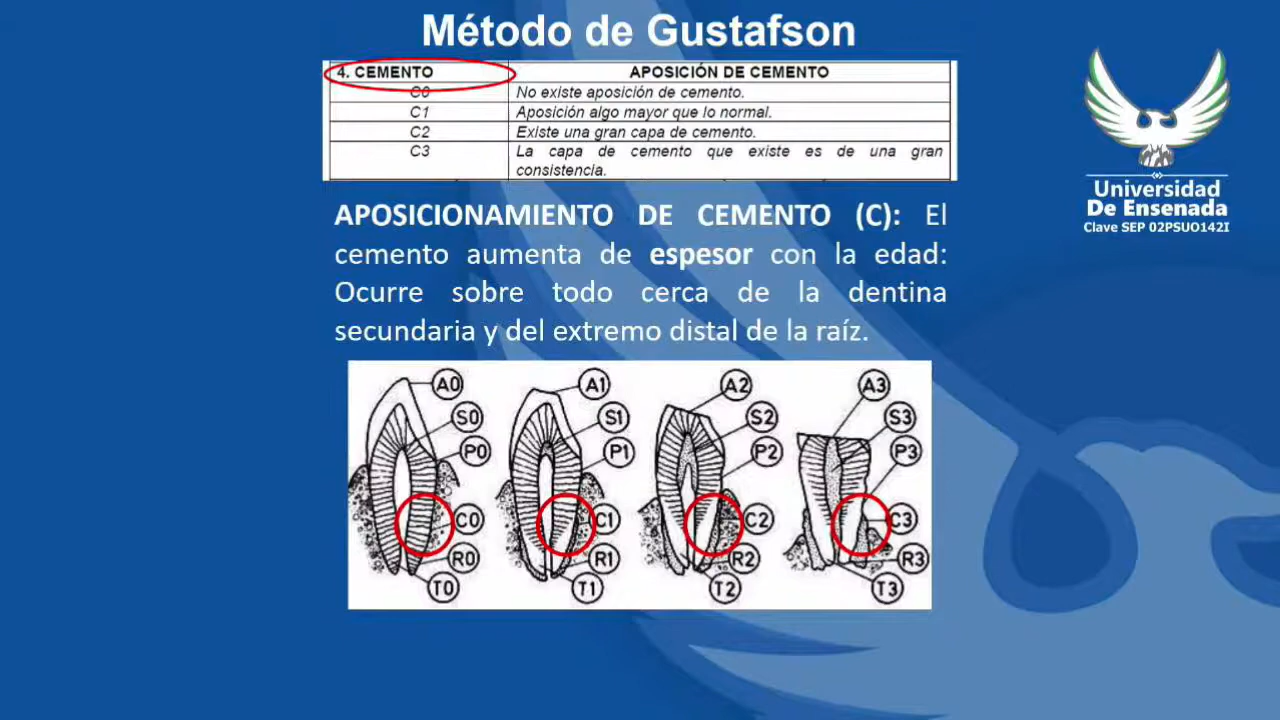 Método de Gustafson
4. CEMENTO APOSICIÓN DE CEMENTO
C0 No existe aposición de cemento.
C1 Aposición algo mayor que lo normal.
C2 Existe una gran capa de cemento.
C3 La capa de cemento que existe es de una gran
consistencia.
Universidad
De Ensenada
Clave SEP 02PSUO142I
APOSICIONAMIENTO DE CEMENTO (C): El
cemento aumenta de espesor con la edad:
Ocurre sobre todo cerca de la dentina
secundaria y del extremo distal de la raíz.
A0 A1 A2 A3
S0 S1 S2 S3
P0 P1 P2 P3
C0 C1 C2 C3
R0 R1 R2 R3
T0 T1 T2 T3